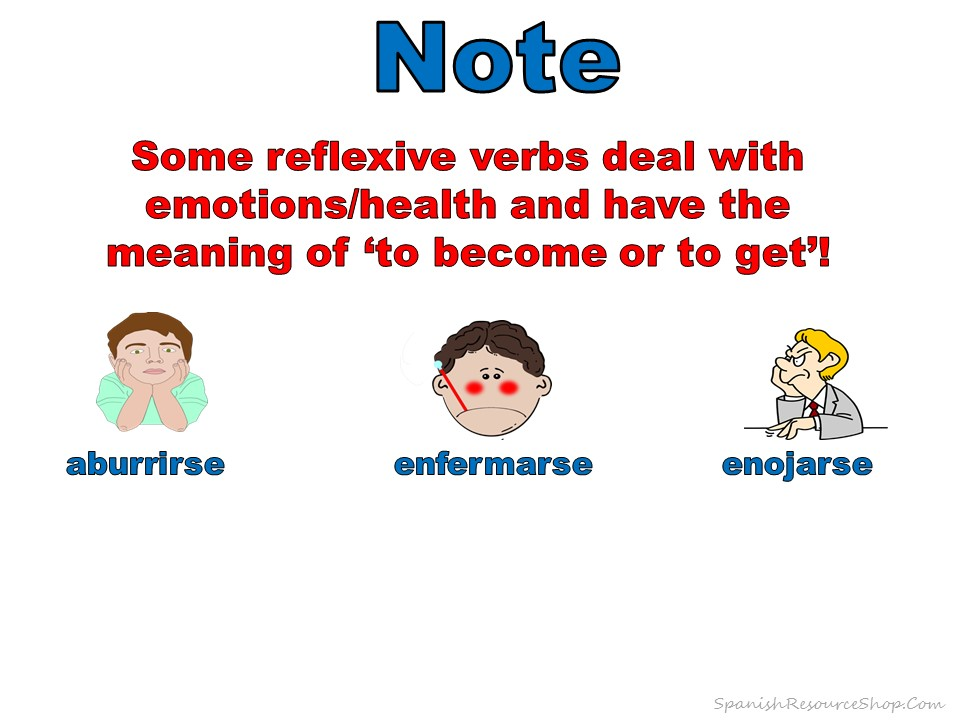 Note
Some reflexive verbs deal with
emotions/health and have the
meaning of ‘to become or to get’!
aburrirse enfermarse enojarse
SpanishResourceShop.Com